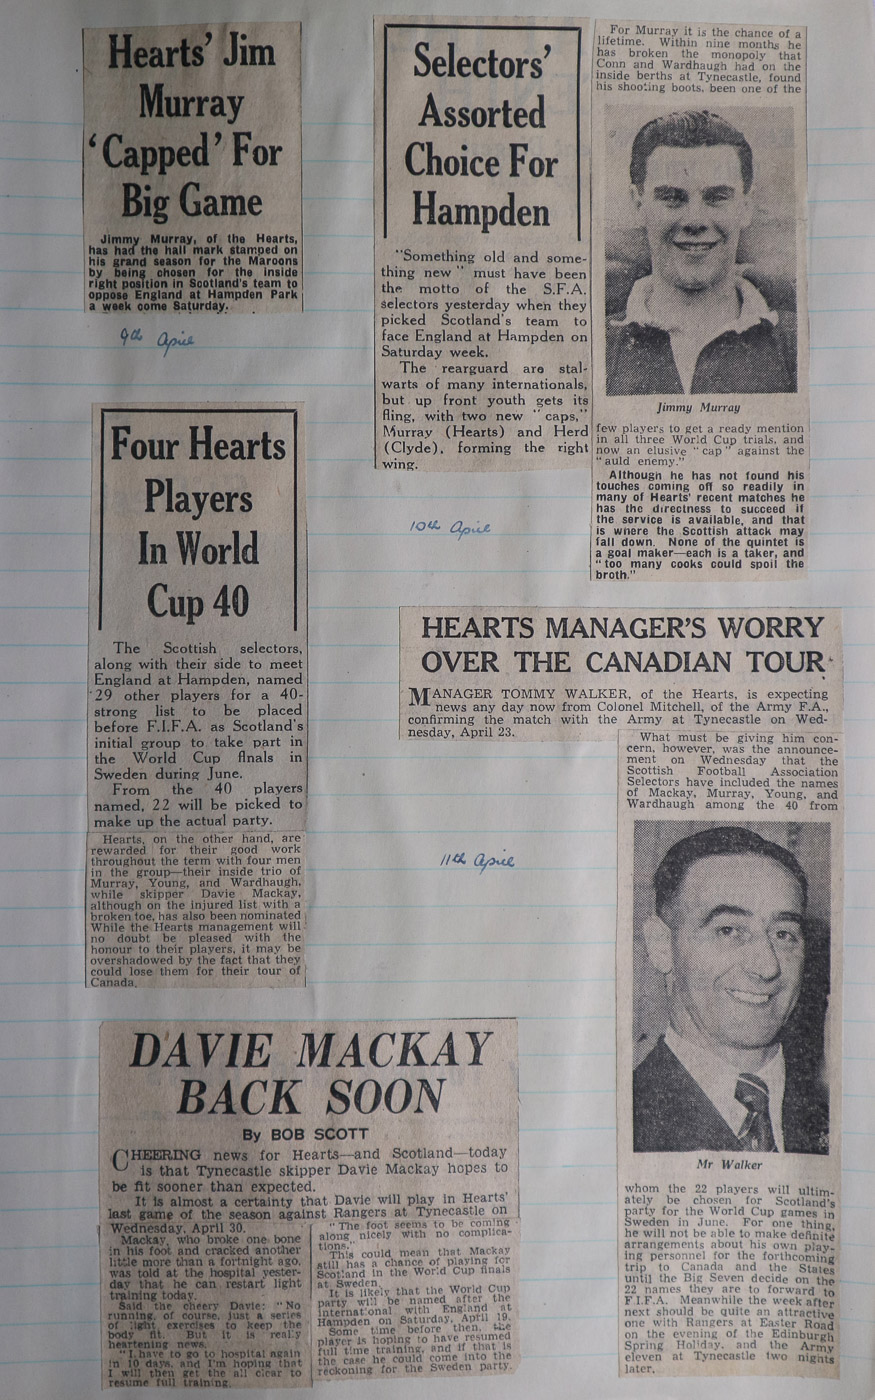 Hearts' Jim
Murray
'Capped' For
Big Game
Jimmy Murray, of the Hearts,
has had the hall mark stamped on
his grand season for the Maroons
by being chosen for the inside
right position in Scotland's team to
oppose England at Hampden Park
a week come Saturday.
9th April
Four Hearts
Players
In World
Cup 40
The Scottish selectors,
along with their side to meet
England at Hampden, named
29 other players for a 40-
strong list to be placed
before F.I.F.A. as Scotland's
initial group to take part in
the World Cup finals in
Sweden during June.
From the 40 players
named, 22 will be picked to
make up the actual party.
Hearts, on the other hand, are
rewarded for their good work
throughout the term with four men
in the group—their inside trio of
Murray, Young, and Wardhaugh,
while skipper Davie Mackay,
although on the injured list with a
broken toe, has also been nominated
While the Hearts management will
no doubt be pleased with the
honour to their players, it may be
overshadowed by the fact that they
could lose them for their tour of
Canada.
Selectors'
Assorted
Choice For
Hampden
"Something old and some-
thing new" must have been
the motto of the S.F.A.
selectors yesterday when they
picked Scotland's team to
face England at Hampden on
Saturday week.
The rearguard are stal-
warts of many internationals,
but up front youth gets its
fling, with two new "caps,"
Murray (Hearts) and Herd
(Clyde), forming the right
wing.
10th April
For Murray it is the chance of a
lifetime. Within nine months he
has broken the monopoly that
Conn and Wardhaugh had on the
inside berths at Tynecastle, found
his shooting boots, been one of the
Jimmy Murray
few players to get a ready mention
in all three World Cup trials, and
now an elusive "cap" against the
"auld enemy."
Although he has not found his
touches coming off so readily in
many of Hearts' recent matches he
has the directness to succeed if
the service is available, and that
is where the Scottish attack may
fall down. None of the quintet is
a goal maker—each is a taker, and
"too many cooks could spoil the
broth."
HEARTS MANAGER'S WORRY
OVER THE CANADIAN TOUR
MANAGER TOMMY WALKER, of the Hearts, is expecting
news any day now from Colonel Mitchell, of the Army F.A.,
confirming the match with the Army at Tynecastle on Wed-
nesday, April 23.
What must be giving him con-
cern, however, was the announce-
ment on Wednesday that the
Scottish Football Association
Selectors have included the names
of Mackay, Murray, Young, and
Wardhaugh among the 40 from
11th April
Mr Walker
whom the 22 players will ultim-
ately be chosen for Scotland's
party for the World Cup games in
Sweden in June. For one thing,
he will not be able to make definite
arrangements about his own play-
ing personnel for the forthcoming
trip to Canada and the States
until the Big Seven decide on the
22 names they are to forward to
F.I.F.A. Meanwhile the week after
next should be quite an attractive
one with Rangers at Easter Road
on the evening of the Edinburgh
Spring Holiday, and the Army
eleven at Tynecastle two nights
later.
DAVIE MACKAY
BACK SOON
By BOB SCOTT
CHEERING news for Hearts—and Scotland—today
is that Tynecastle skipper Davie Mackay hopes to
be fit sooner than expected.
It is almost a certainty that Davie will play in Hearts'
last game of the season against Rangers at Tynecastle on
Wednesday, April 30.
Mackay, who broke one bone
in his foot and cracked another
little more than a fortnight ago,
was told at the hospital yester-
day that he can restart light
training today.
Said the cheery Davie: "No
running, of course, just a series
of light exercises to keep the
body fit. But it is really
heartening news.
"I have to go to hospital again
in 10 days, and I'm hoping that
I will then get the all clear to
resume full training.
"The foot seems to be coming
along nicely with no complica-
tions."
This could mean that Mackay
still has a chance of playing for
Scotland in the World Cup finals
at Sweden.
It is likely that the World Cup
party will be named after the
international with England at
Hampden on Saturday, April 19.
Some time before then, the
player is hoping to have resumed
full time training, and if that is
the case he could come into the
reckoning for the Sweden party.